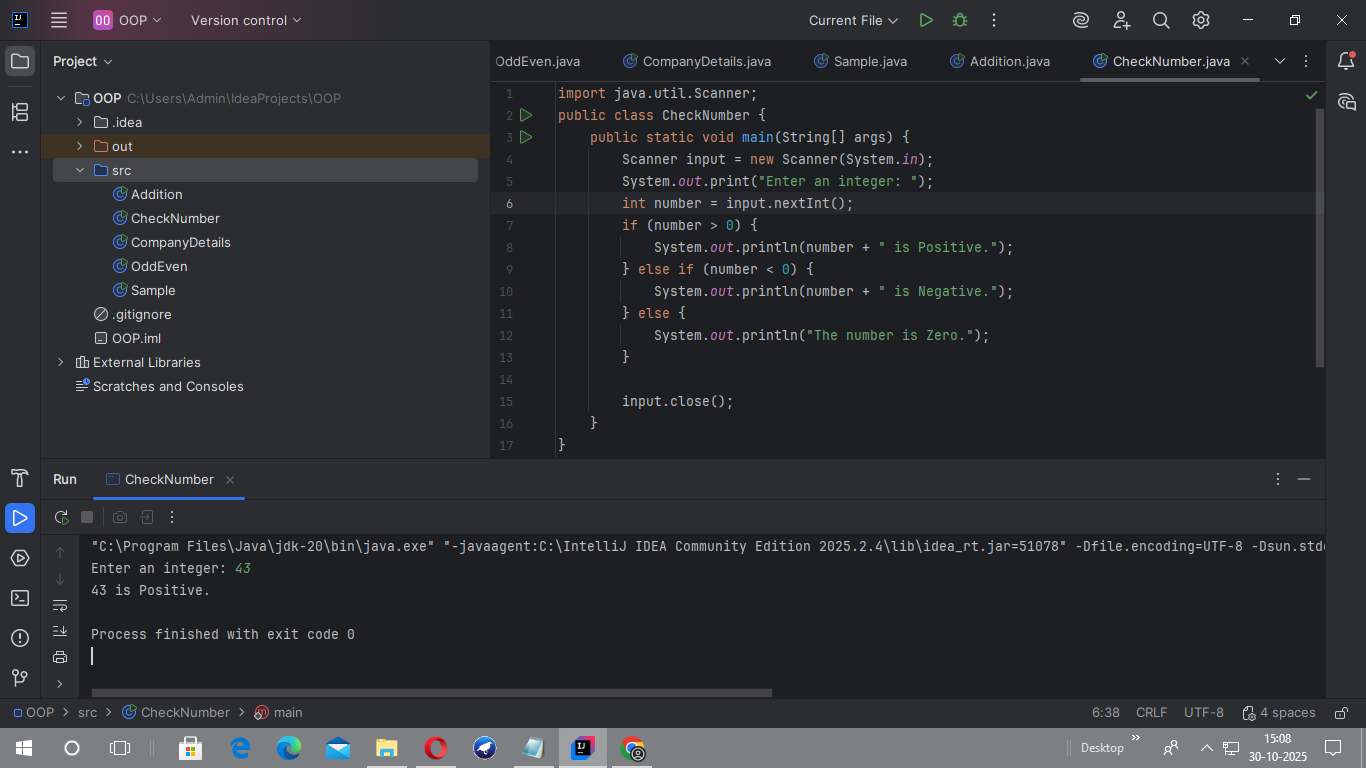 OO OOP Version control Current File
Project
OOP C:\Users\Admin\IdeaProjects\OOP
.idea
out
src
Addition
CheckNumber
CompanyDetails
OddEven
Sample
.gitignore
OOP.iml
External Libraries
Scratches and Consoles
OddEven.java CompanyDetails.java Sample.java Addition.java CheckNumber.java
1 import java.util.Scanner;
2 public class CheckNumber {
3 public static void main(String[] args) {
4 Scanner input = new Scanner(System.in);
5 System.out.print("Enter an integer: ");
6 int number = input.nextInt();
7 if (number > 0) {
8 System.out.println(number + " is Positive.");
9 } else if (number < 0) {
10 System.out.println(number + " is Negative.");
11 } else {
12 System.out.println("The number is Zero.");
13 }
14
15 input.close();
16 }
17 }
Run CheckNumber
"C:\Program Files\Java\jdk-20\bin\java.exe" "-javaagent:C:\IntelliJ IDEA Community Edition 2025.2.4\lib\idea_rt.jar=51078" -Dfile.encoding=UTF-8 -Dsun.std
Enter an integer: 43
43 is Positive.
Process finished with exit code 0
OOP src CheckNumber main 6:38 CRLF UTF-8 4 spaces
Desktop 15:08
30-10-2025